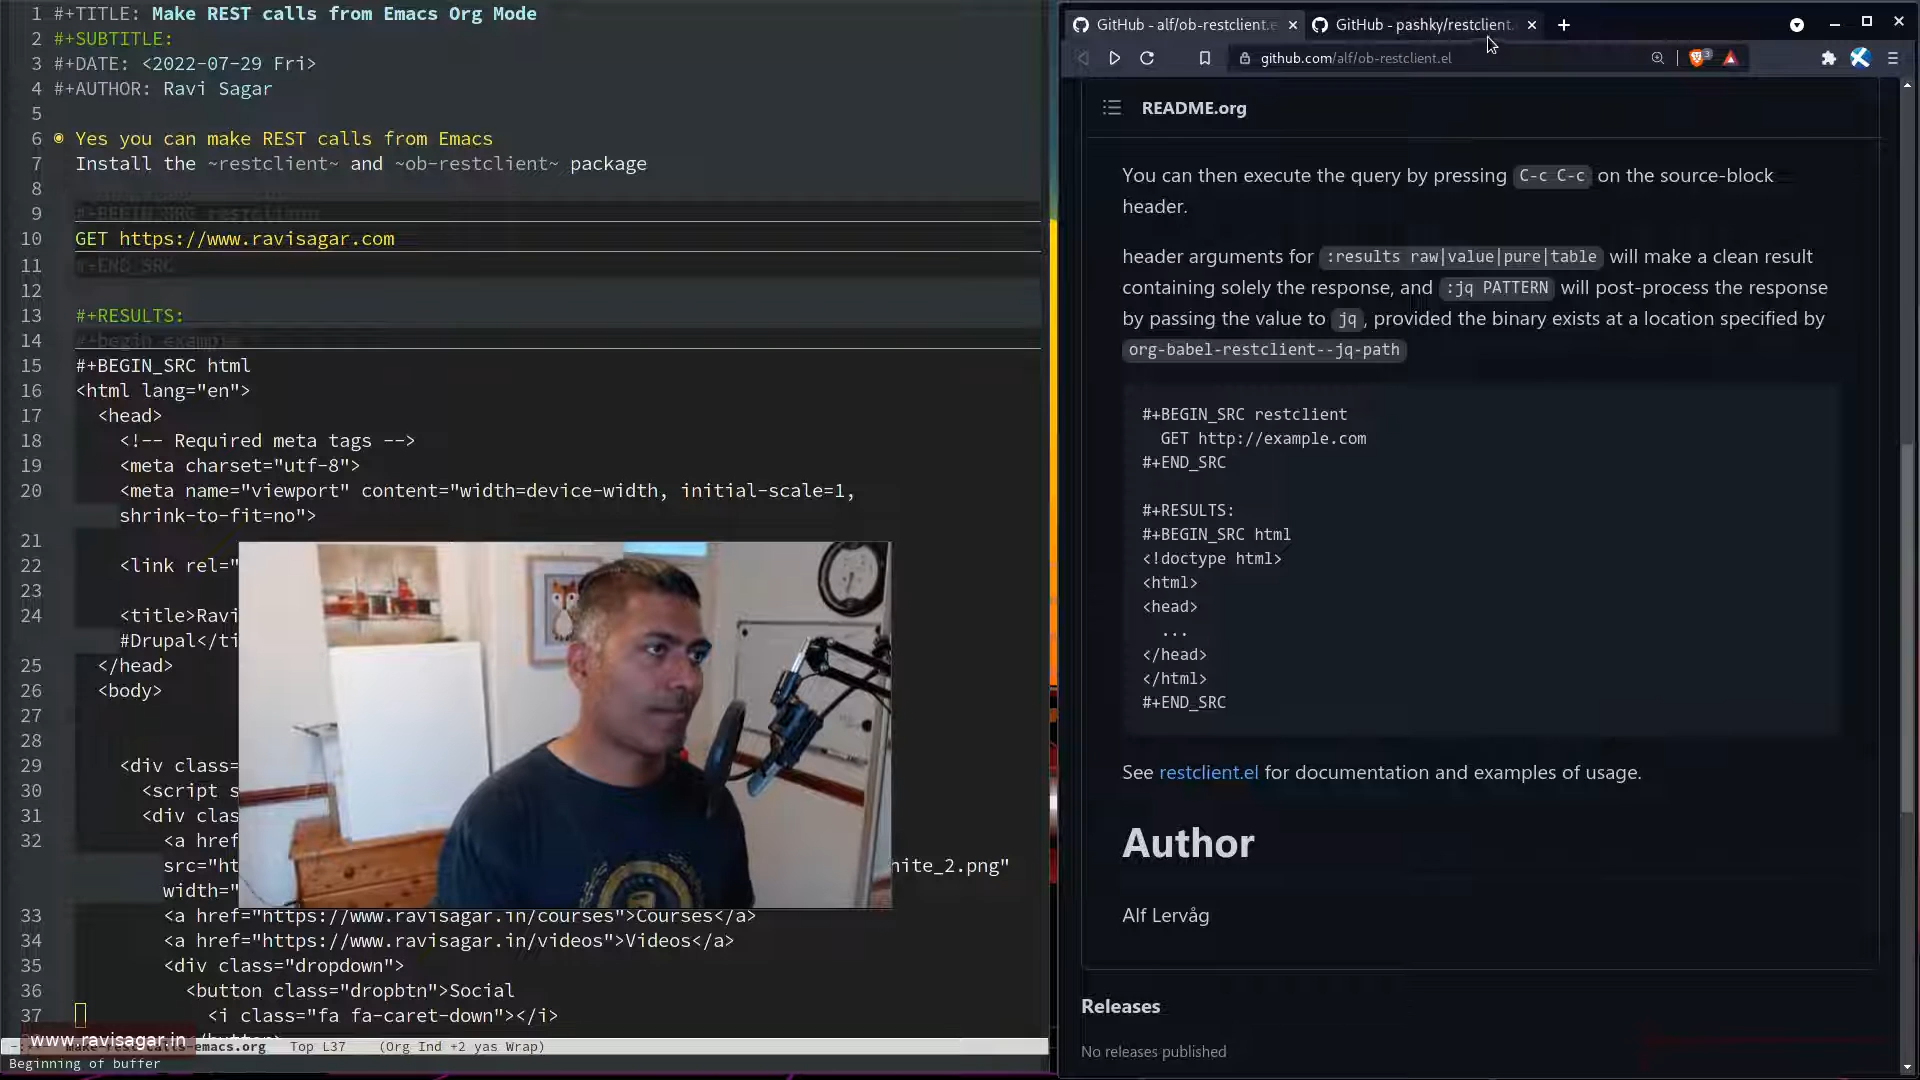 1 #+TITLE: Make REST calls from Emacs Org Mode
2 #+SUBTITLE:
3 #+DATE: <2022-07-29 Fri>
4 #+AUTHOR: Ravi Sagar
5
6 Yes you can make REST calls from Emacs
7 Install the ~restclient~ and ~ob-restclient~ package
8
9 #+BEGIN_SRC restclient
10 GET https://www.ravisagar.com
11 #+END_SRC
12
13 #+RESULTS:
14 #+begin_example
15 #+BEGIN_SRC html
16 <html lang="en">
17 <head>
18 <!-- Required meta tags -->
19 <meta charset="utf-8">
20 <meta name="viewport" content="width=device-width, initial-scale=1,
shrink-to-fit=no">
21
22 <link rel="
23
24 <title>Ravi
#Drupal</ti
25 </head>
26 <body>
27
28
29 <div class=
30 <script s
31 <div clas
32 <a href
src="ht hite_2.png"
width="
33 <a href="https://www.ravisagar.in/courses">Courses</a>
34 <a href="https://www.ravisagar.in/videos">Videos</a>
35 <div class="dropdown">
36 <button class="dropbtn">Social
37 <i class="fa fa-caret-down"></i>
www.ravisagar.in
make-rest-calls-emacs.org Top L37 (Org Ind +2 yas Wrap)
Beginning of buffer
GitHub - alf/ob-restclient.e
GitHub - pashky/restclient.
github.com/alf/ob-restclient.el
3
README.org
You can then execute the query by pressing C-c C-c on the source-block
header.
header arguments for :results raw|value|pure|table will make a clean result
containing solely the response, and :jq PATTERN will post-process the response
by passing the value to jq, provided the binary exists at a location specified by
org-babel-restclient--jq-path
#+BEGIN_SRC restclient
GET http://example.com
#+END_SRC
#+RESULTS:
#+BEGIN_SRC html
<!doctype html>
<html>
<head>
...
</head>
</html>
#+END_SRC
See restclient.el for documentation and examples of usage.
Author
Alf Lervåg
Releases
No releases published